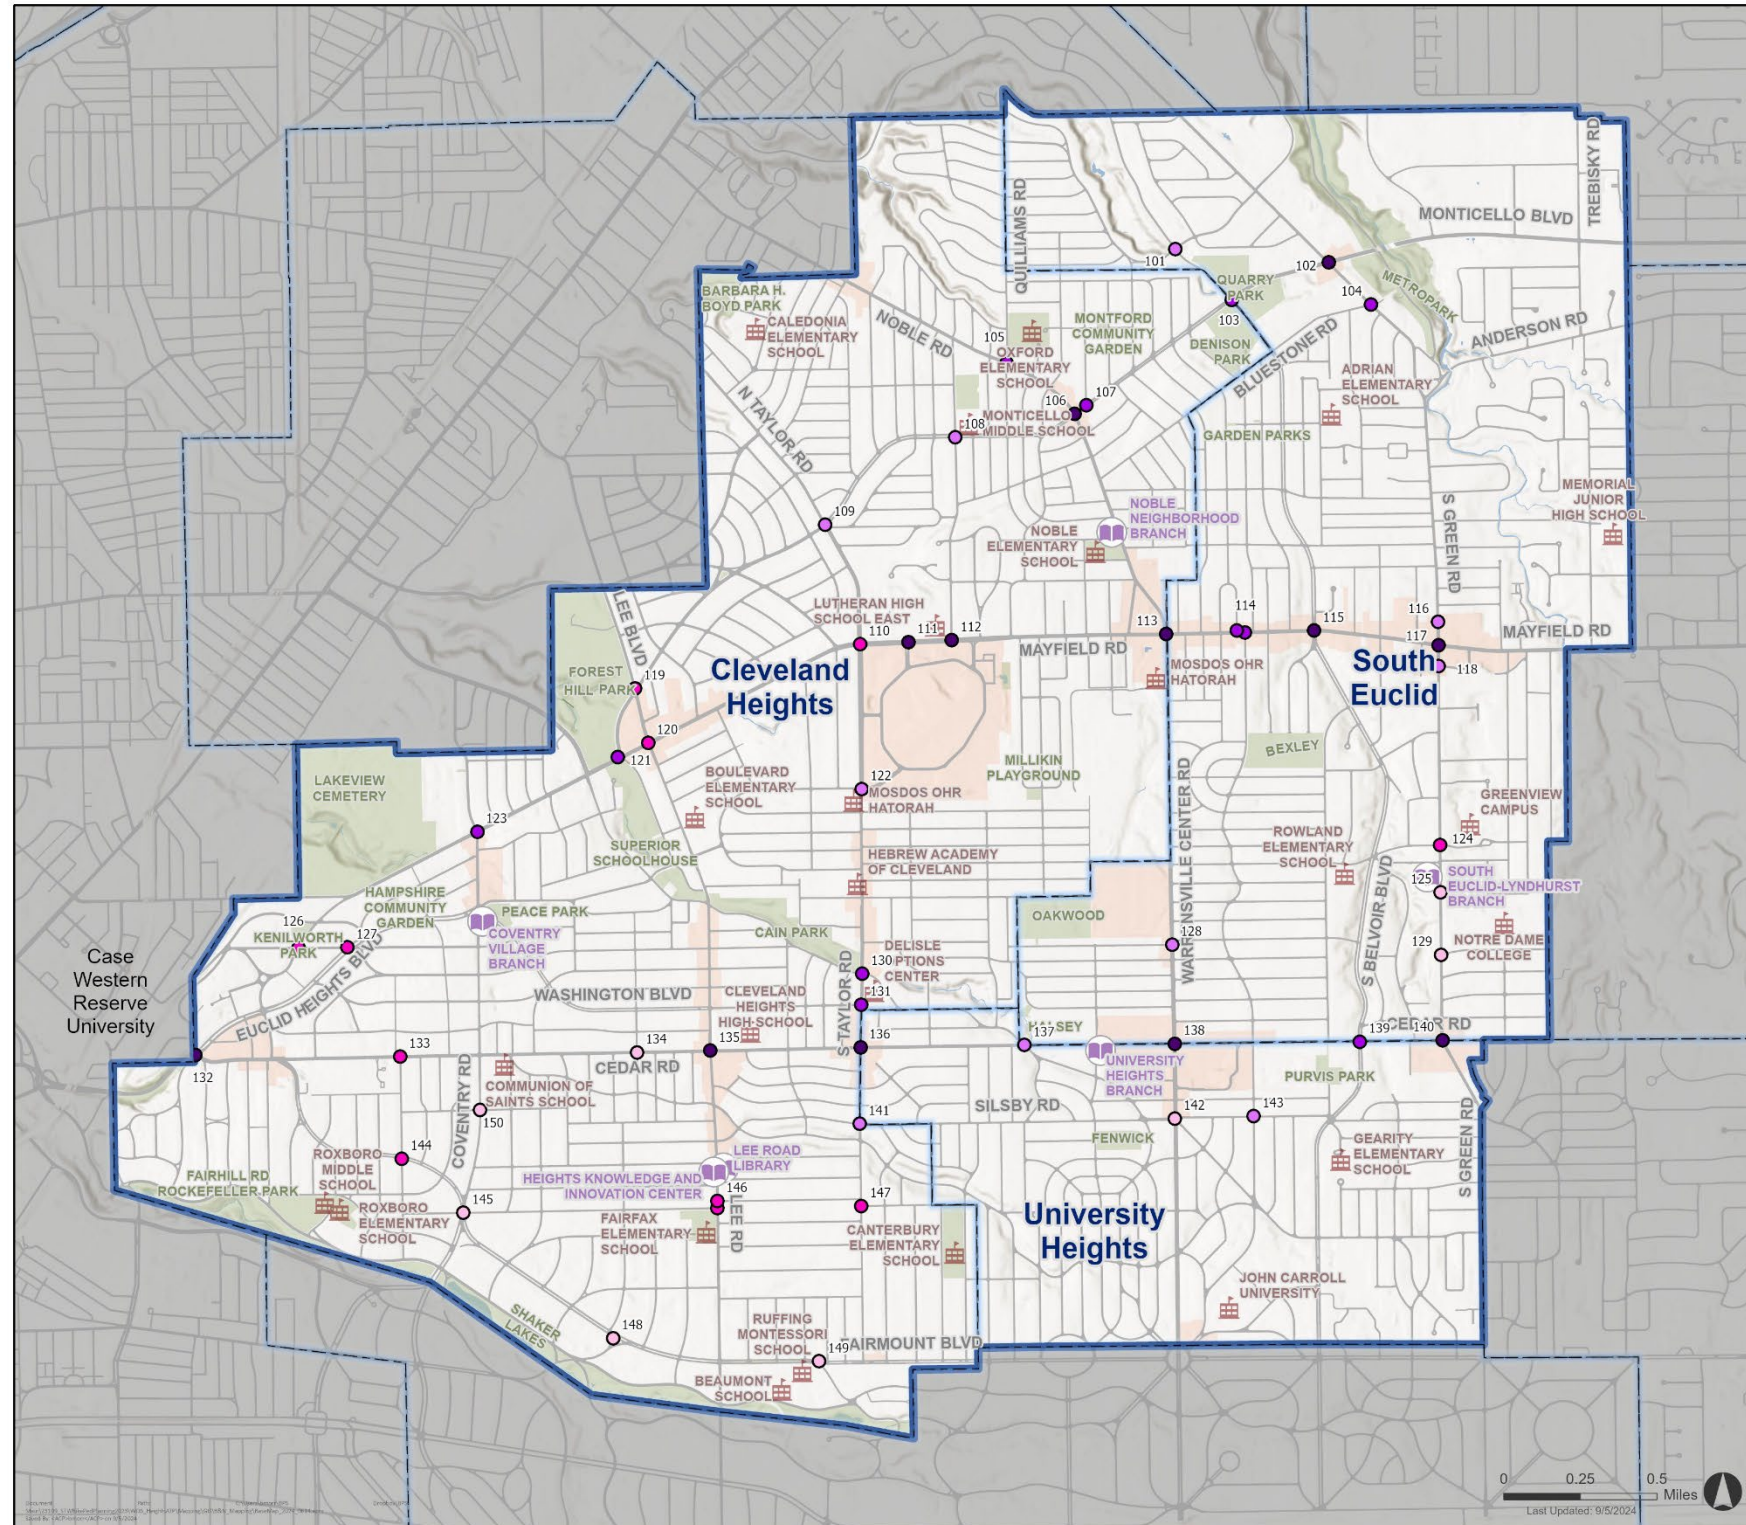 TREBISKY RD
QUILLIAMS RD
MONTICELLO BLVD
101
102
QUARRY
PARK
104
METROPARK
BARBARA H.
BOYD PARK
CALEDONIA
ELEMENTARY
SCHOOL
NOBLE RD
105
OXFORD
ELEMENTARY
SCHOOL
MONTFORD
COMMUNITY
GARDEN
103
DENISON
PARK
BLUESTONE RD
ANDERSON RD
ADRIAN
ELEMENTARY
SCHOOL
N TAYLOR RD
106
107
108
MONTICELLO
MIDDLE SCHOOL
GARDEN PARKS
MEMORIAL
JUNIOR
HIGH SCHOOL
S GREEN RD
109
NOBLE
NEIGHBORHOOD
BRANCH
NOBLE
ELEMENTARY
SCHOOL
LEE BLVD
LUTHERAN HIGH
SCHOOL EAST
110
111
112
MAYFIELD RD
113
114
115
116
117
118
MAYFIELD RD
MOSDOS OHR
HATORAH
Cleveland
Heights
South
Euclid
FOREST
HILL PARK
119
120
121
BEXLEY
MILLIKIN
PLAYGROUND
LAKEVIEW
CEMETERY
BOULEVARD
ELEMENTARY
SCHOOL
122
MOSDOS OHR
HATORAH
WARRENSVILLE CENTER RD
GREENVIEW
CAMPUS
123
SUPERIOR
SCHOOLHOUSE
HEBREW ACADEMY
OF CLEVELAND
ROWLAND
ELEMENTARY
SCHOOL
124
125
SOUTH
EUCLID-LYNDHURST
BRANCH
HAMPSHIRE
COMMUNITY
GARDEN
PEACE PARK
COVENTRY
VILLAGE
BRANCH
126
KENILWORTH
PARK
127
CAIN PARK
OAKWOOD
128
S BELVOIR BLVD
129
NOTRE DAME
COLLEGE
Case
Western
Reserve
University
EUCLID HEIGHTS BLVD
WASHINGTON BLVD
CLEVELAND
HEIGHTS
HIGH SCHOOL
S TAYLOR RD
130
131
DELISLE
OPTIONS
CENTER
HALSEY
132
133
134
CEDAR RD
135
136
137
138
139
140
CEDAR RD
COVENTRY RD
COMMUNION OF
SAINTS SCHOOL
UNIVERSITY
HEIGHTS
BRANCH
PURVIS PARK
150
141
SILSBY RD
142
143
S GREEN RD
ROXBORO
MIDDLE
SCHOOL
144
LEE ROAD
LIBRARY
HEIGHTS KNOWLEDGE AND
INNOVATION CENTER
FENWICK
GEARITY
ELEMENTARY
SCHOOL
FAIRHILL RD
ROCKEFELLER PARK
ROXBORO
ELEMENTARY
SCHOOL
145
146
LEE RD
147
FAIRFAX
ELEMENTARY
SCHOOL
CANTERBURY
ELEMENTARY
SCHOOL
University
Heights
JOHN CARROLL
UNIVERSITY
SHAKER
LAKES
148
RUFFING
MONTESSORI
SCHOOL
149
FAIRMOUNT BLVD
BEAUMONT
SCHOOL
0 0.25 0.5
Miles
Last Updated: 9/5/2024